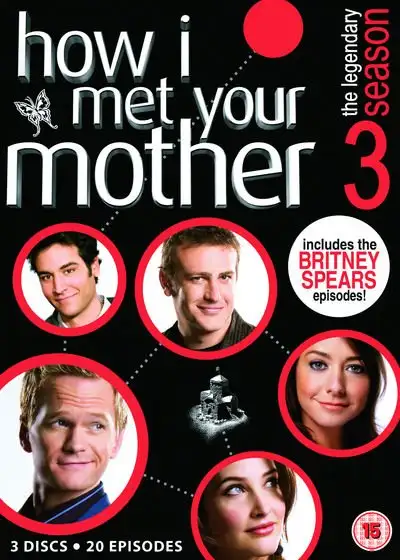 how i
met your
mother
the legendary
season
3
includes the
BRITNEY
SPEARS
episodes!
3 DISCS • 20 EPISODES
15